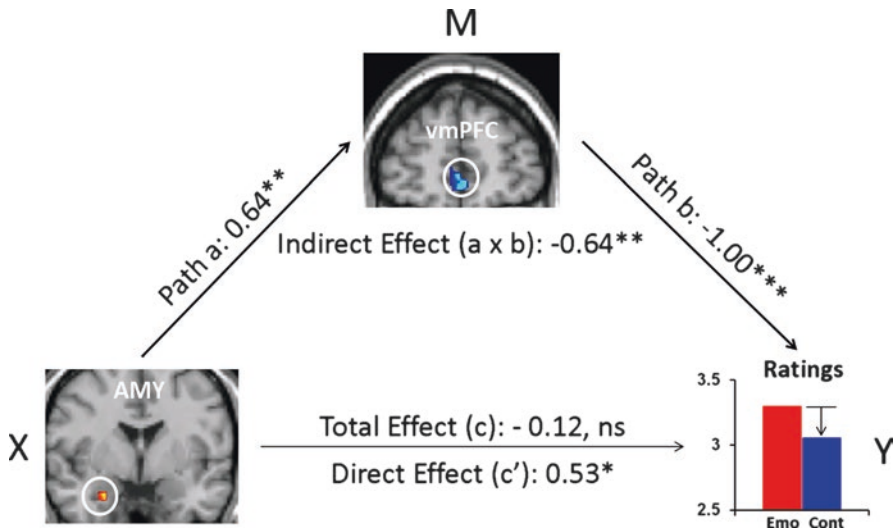 M
vmPFC
Path a: 0.64**
Path b: -1.00***
Indirect Effect (a x b): -0.64**
AMY
X
Total Effect (c): - 0.12, ns
Direct Effect (c’): 0.53*
Ratings
3.5
3
2.5
Emo Cont
Y